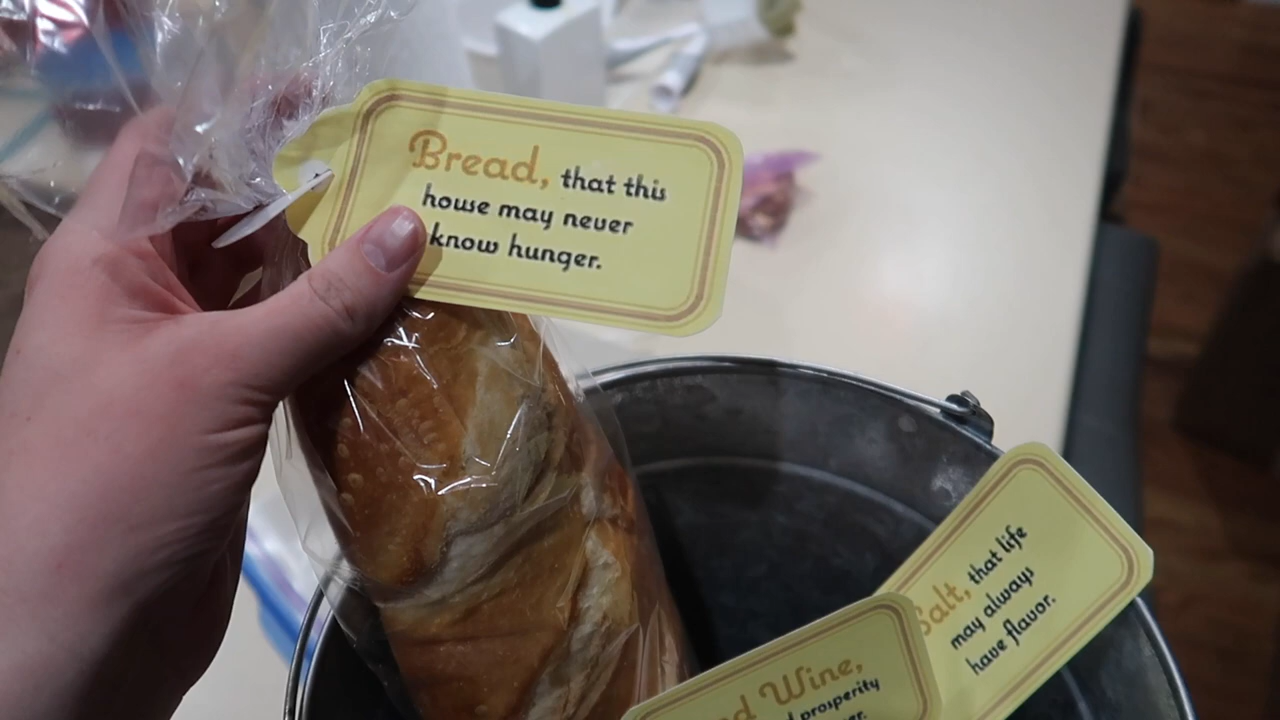 Bread, that this
house may never
know hunger.
Salt, that life
may always
have flavor.
Wine,
prosperity